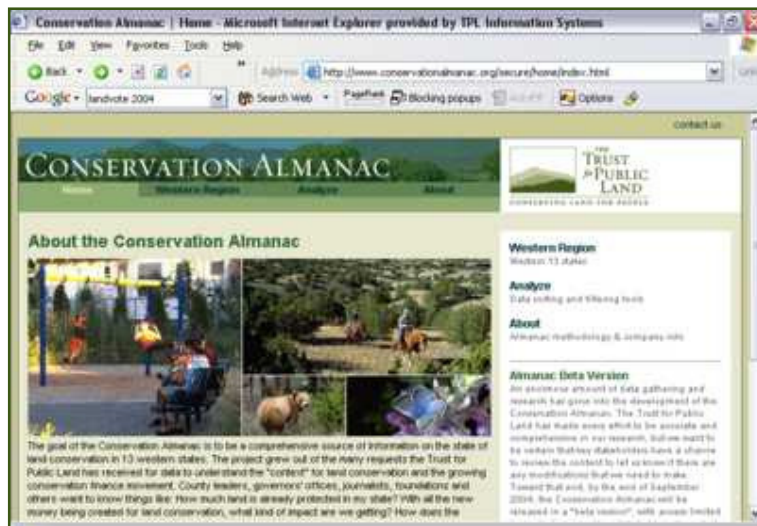 Conservation Almanac | Home - Microsoft Internet Explorer provided by TPL Information Systems
File Edit View Favorites Tools Help
Back Address http://www.conservationalmanac.org/secure/home/index.html
Google landvote 2004 Search Web PageRank Blocking popups Options
contact us
CONSERVATION ALMANAC
Home Western Region Analyze About
THE
TRUST
for PUBLIC
LAND
CONSERVING LAND FOR PEOPLE
About the Conservation Almanac
Western Region
Western 13 states
Analyze
Data sorting and filtering tools
About
Almanac methodology & company info
Almanac Beta Version
An enormous amount of data gathering and
research has gone into the development of the
Conservation Almanac. The Trust for Public
Land has made every effort to be accurate and
comprehensive in our research, but we want to
be certain that key stakeholders have a chance
to review the content to let us know if there are
any modifications that we need to make.
Toward that end, by the end of September
2004, the Conservation Almanac will be
released in a "beta version", with access limited
The goal of the Conservation Almanac is to be a comprehensive source of information on the state of
land conservation in 13 western states. The project grew out of the many requests the Trust for
Public Land has received for data to understand the "context" for land conservation and the growing
conservation finance movement. County leaders, governors' offices, journalists, foundations and
others want to know things like: How much land is already protected in my state? With all the new
money being created for land conservation, what kind of impact are we getting? How does the